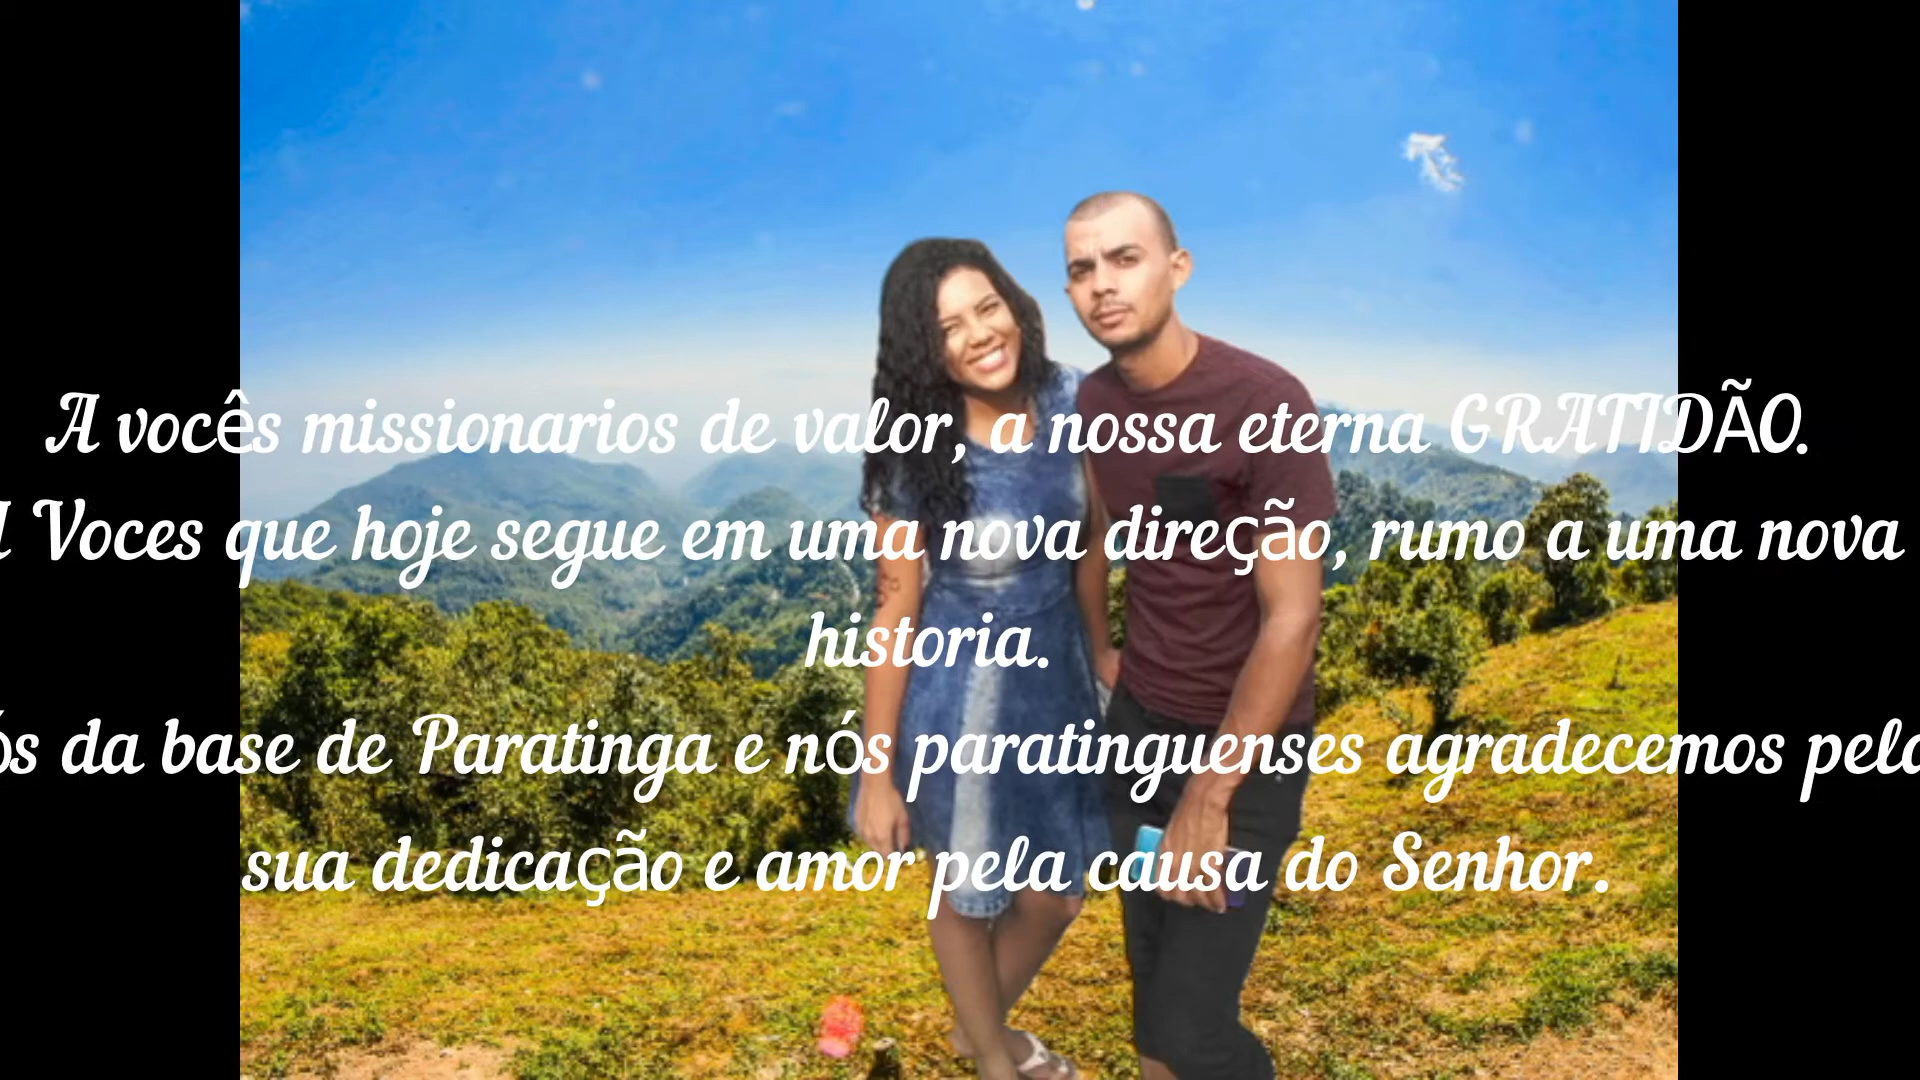 A vocês missionarios de valor, a nossa eterna GRATIDÃO.
Voces que hoje segue em uma nova direção, rumo a uma nova
historia.
da base de Paratinga e nós paratinguenses agradecemos
sua dedicação e amor pela causa do Senhor.